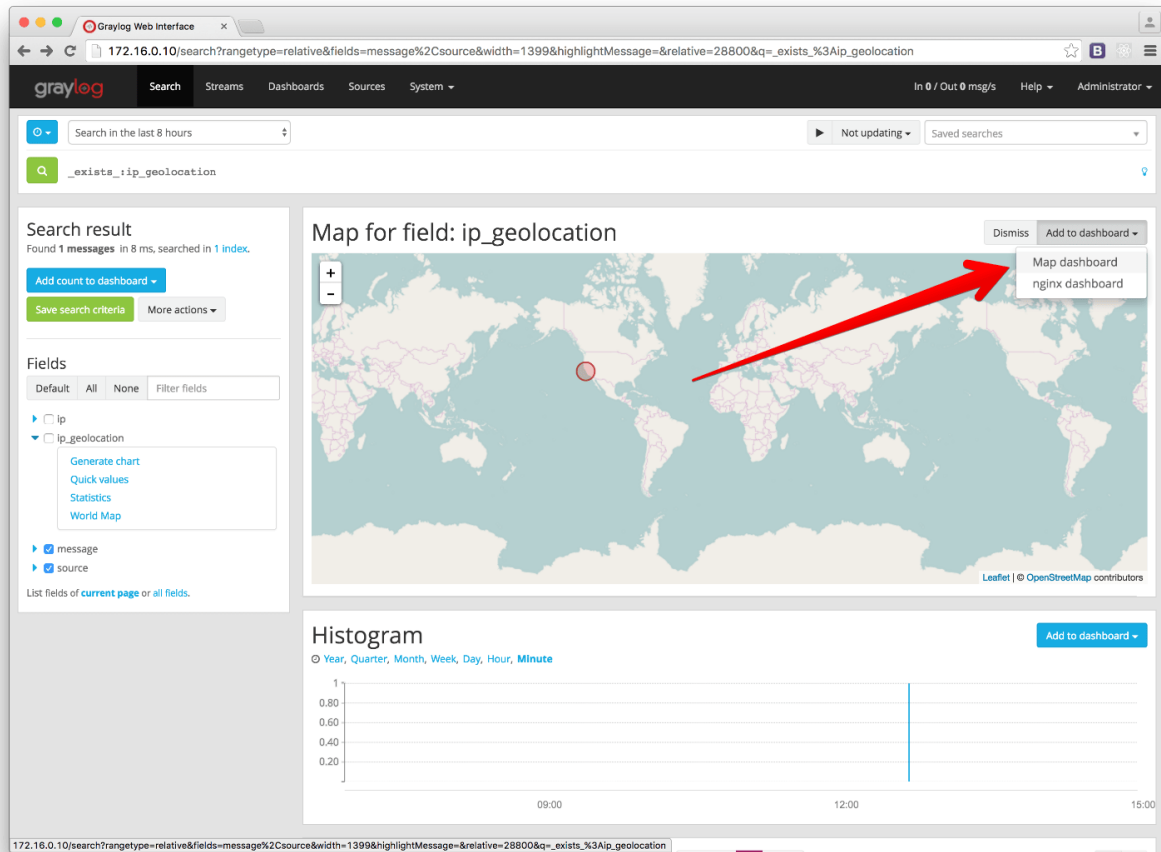 Graylog Web Interface ×
172.16.0.10/search?rangetype=relative&fields=message%2Csource&width=1399&highlightMessage=&relative=28800&q=_exists_%3Aip_geolocation
B
graylog Search Streams Dashboards Sources System In 0 / Out 0 msg/s Help Administrator
Search in the last 8 hours Not updating Saved searches
_exists_:ip_geolocation
Search result
Found 1 messages in 8 ms, searched in 1 index.
Add count to dashboard
Save search criteria More actions
Fields
Default All None Filter fields
ip
ip_geolocation
Generate chart
Quick values
Statistics
World Map
message
source
List fields of current page or all fields.
Map for field: ip_geolocation
Dismiss Add to dashboard
Map dashboard
nginx dashboard
+
-
Leaflet | © OpenStreetMap contributors
Histogram
Add to dashboard
Year, Quarter, Month, Week, Day, Hour, Minute
1
0.80
0.60
0.40
0.20
09:00 12:00 15:00
172.16.0.10/search?rangetype=relative&fields=message%2Csource&width=1399&highlightMessage=&relative=28800&q=_exists_%3Aip_geolocation